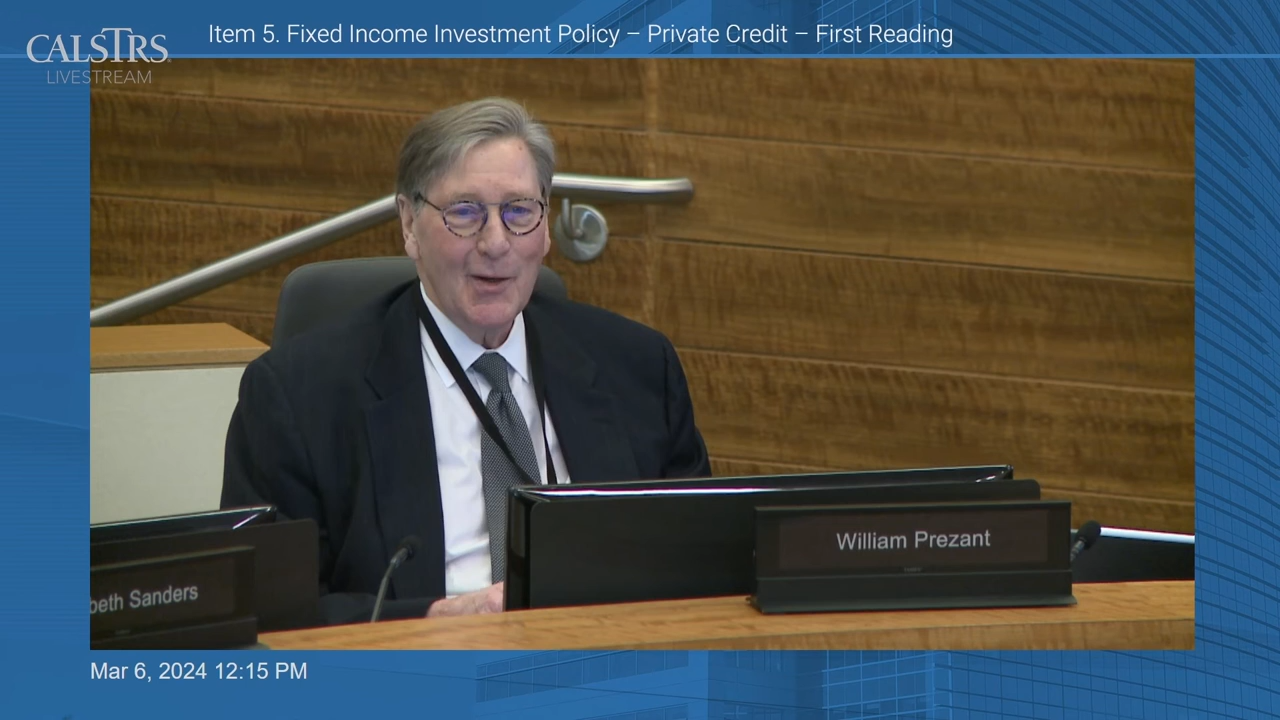 Item 5. Fixed Income Investment Policy – Private Credit – First Reading
CALSTRS
LIVESTREAM
William Prezant
beth Sanders
Mar 6, 2024 12:15 PM